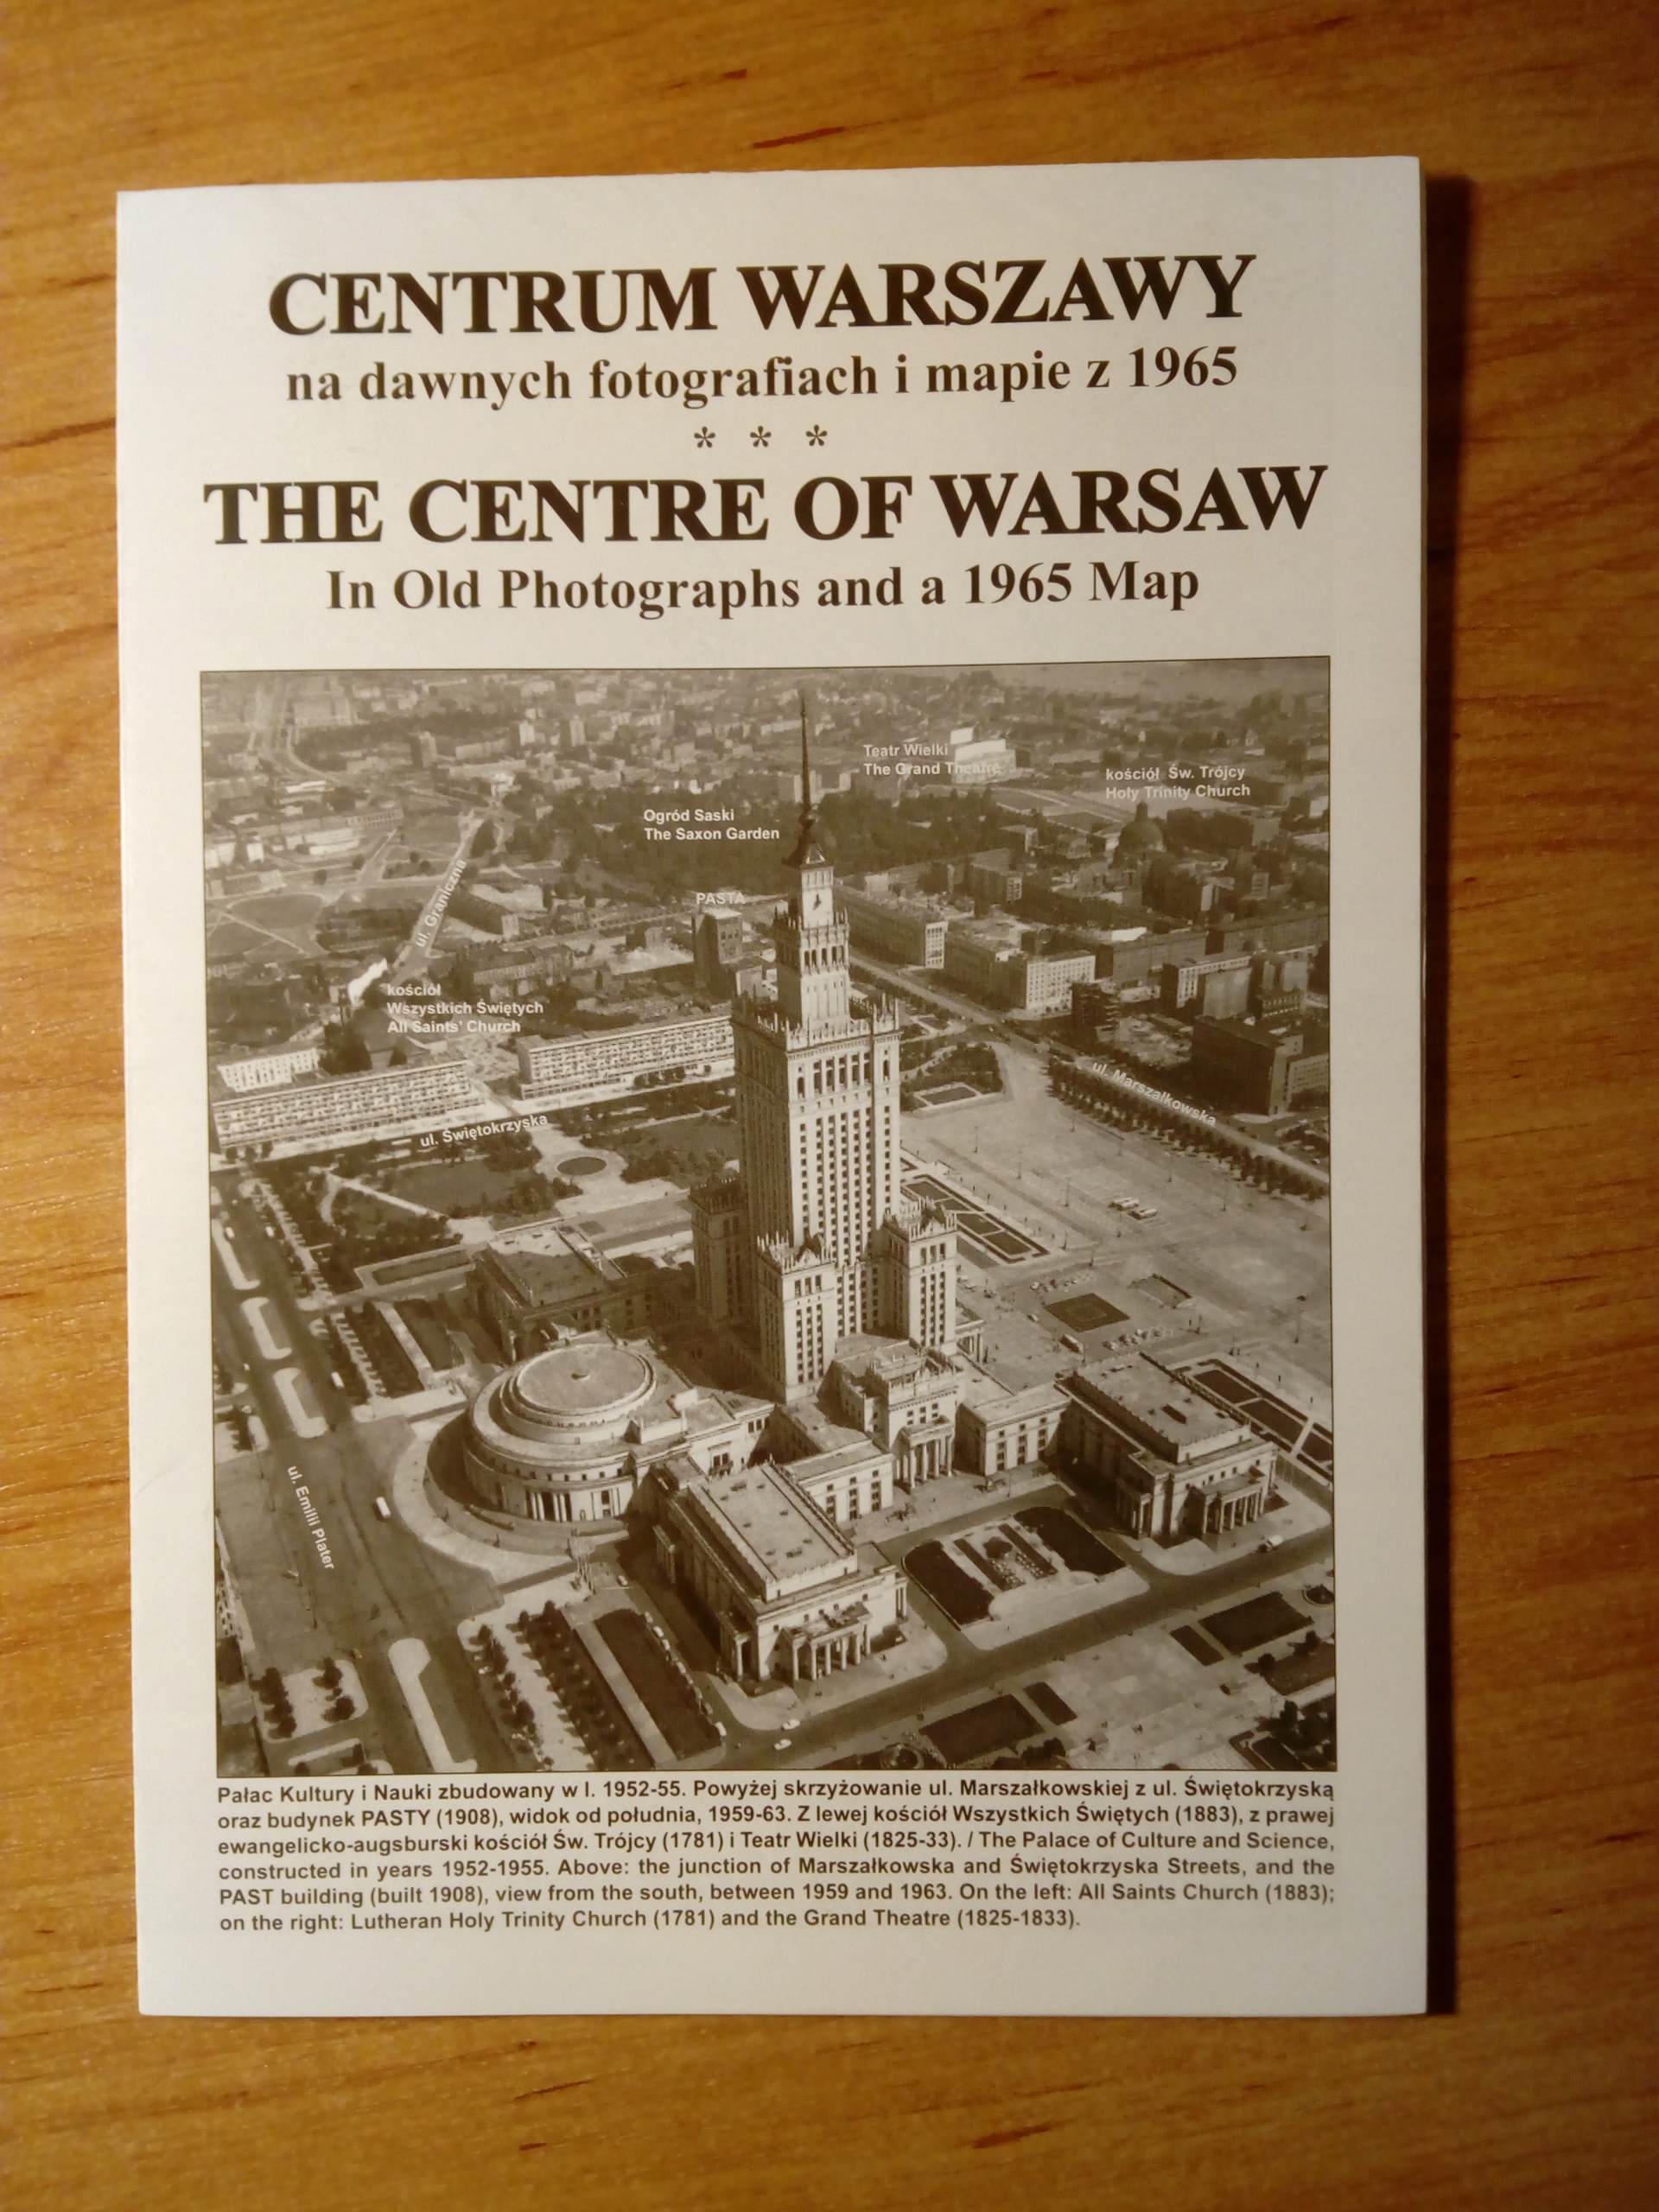 CENTRUM WARSZAWY
na dawnych fotografiach i mapie z 1965
* * *
THE CENTRE OF WARSAW
In Old Photographs and a 1965 Map
Teatr Wielki
The Grand Theatre
kościół Św. Trójcy
Holy Trinity Church
Ogród Saski
The Saxon Garden
ul. Graniczna
PASTA
kościół
Wszystkich Świętych
All Saints' Church
ul. Marszałkowska
ul. Świętokrzyska
ul. Emilii Plater
Pałac Kultury i Nauki zbudowany w l. 1952-55. Powyżej skrzyżowanie ul. Marszałkowskiej z ul. Świętokrzyską
oraz budynek PASTY (1908), widok od południa, 1959-63. Z lewej kościół Wszystkich Świętych (1883), z prawej
ewangelicko-augsburski kościół Św. Trójcy (1781) i Teatr Wielki (1825-33). / The Palace of Culture and Science,
constructed in years 1952-1955. Above: the junction of Marszałkowska and Świętokrzyska Streets, and the
PAST building (built 1908), view from the south, between 1959 and 1963. On the left: All Saints Church (1883);
on the right: Lutheran Holy Trinity Church (1781) and the Grand Theatre (1825-1833).